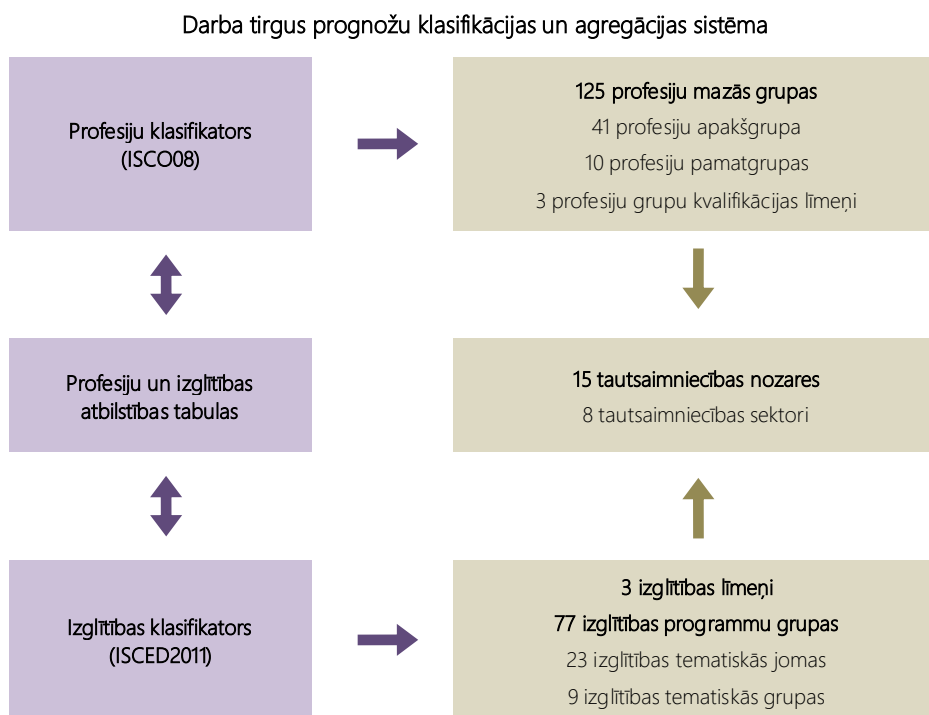 Darba tirgus prognožu klasifikācijas un agregācijas sistēma
Profesiju klasifikators
(ISCO08)
125 profesiju mazās grupas
41 profesiju apakšgrupa
10 profesiju pamatgrupas
3 profesiju grupu kvalifikācijas līmeņi
Profesiju un izglītības
atbilstības tabulas
15 tautsaimniecības nozares
8 tautsaimniecības sektori
Izglītības klasifikators
(ISCED2011)
3 izglītības līmeņi
77 izglītības programmu grupas
23 izglītības tematiskās jomas
9 izglītības tematiskās grupas